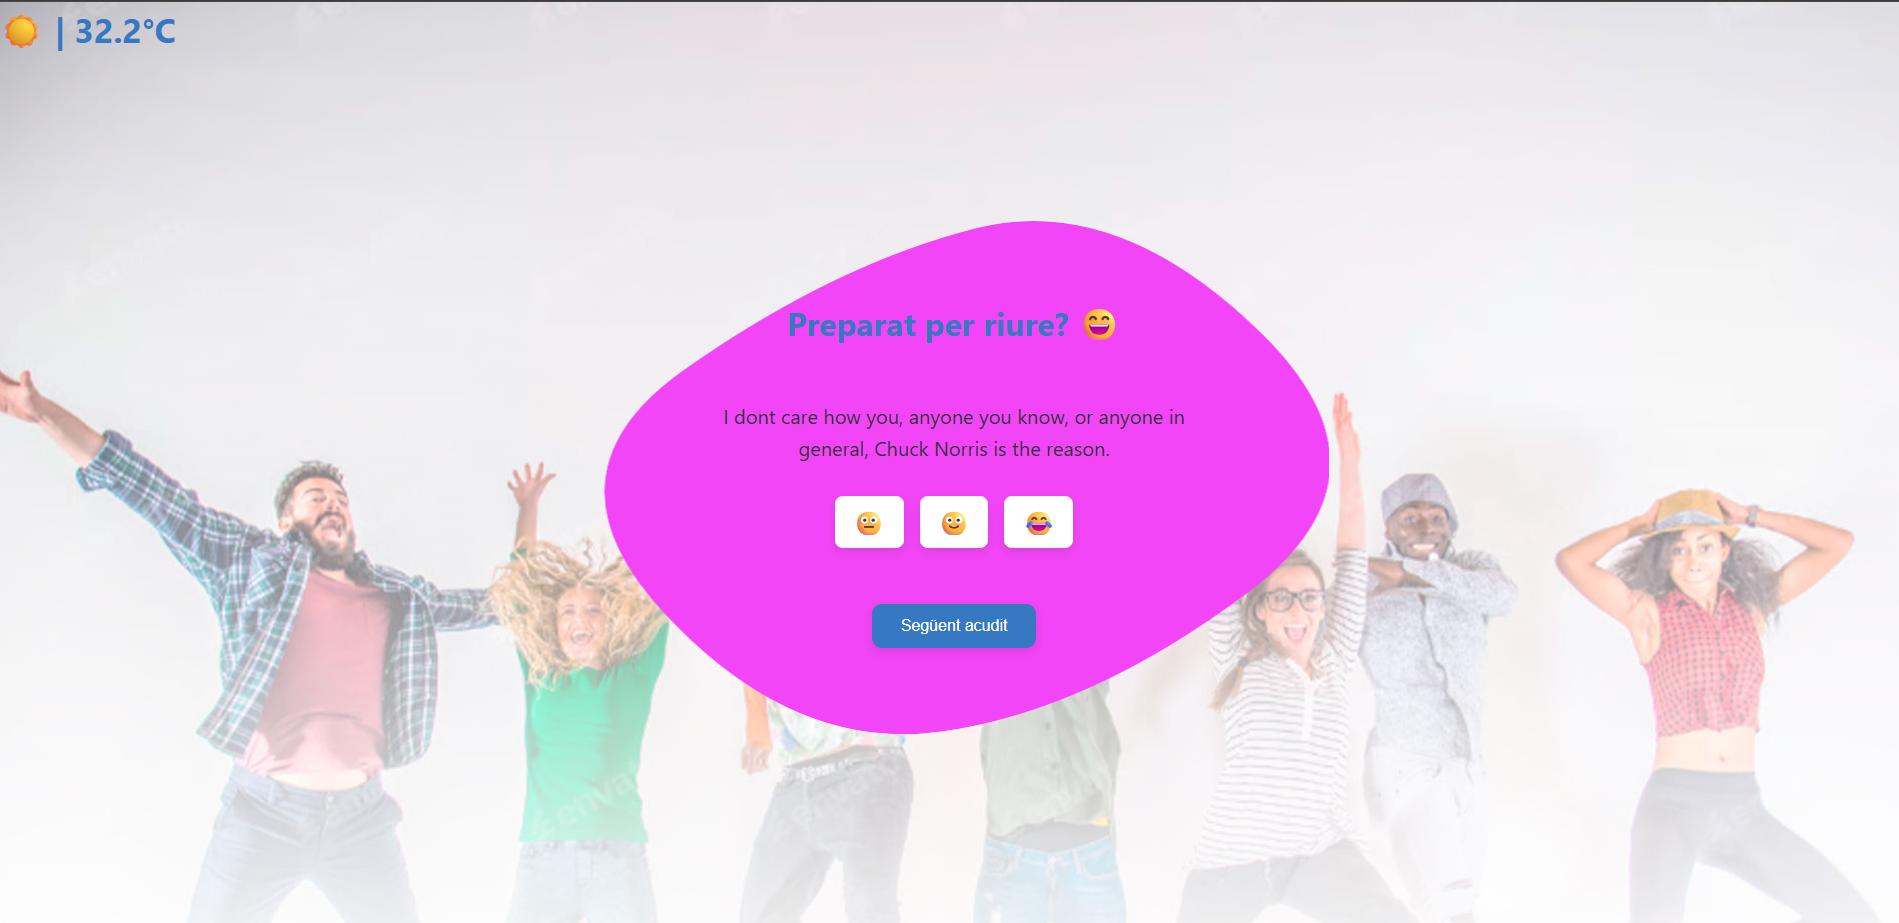 | 32.2°C
Preparat per riure?
I dont care how you, anyone you know, or anyone in
general, Chuck Norris is the reason.
Següent acudit